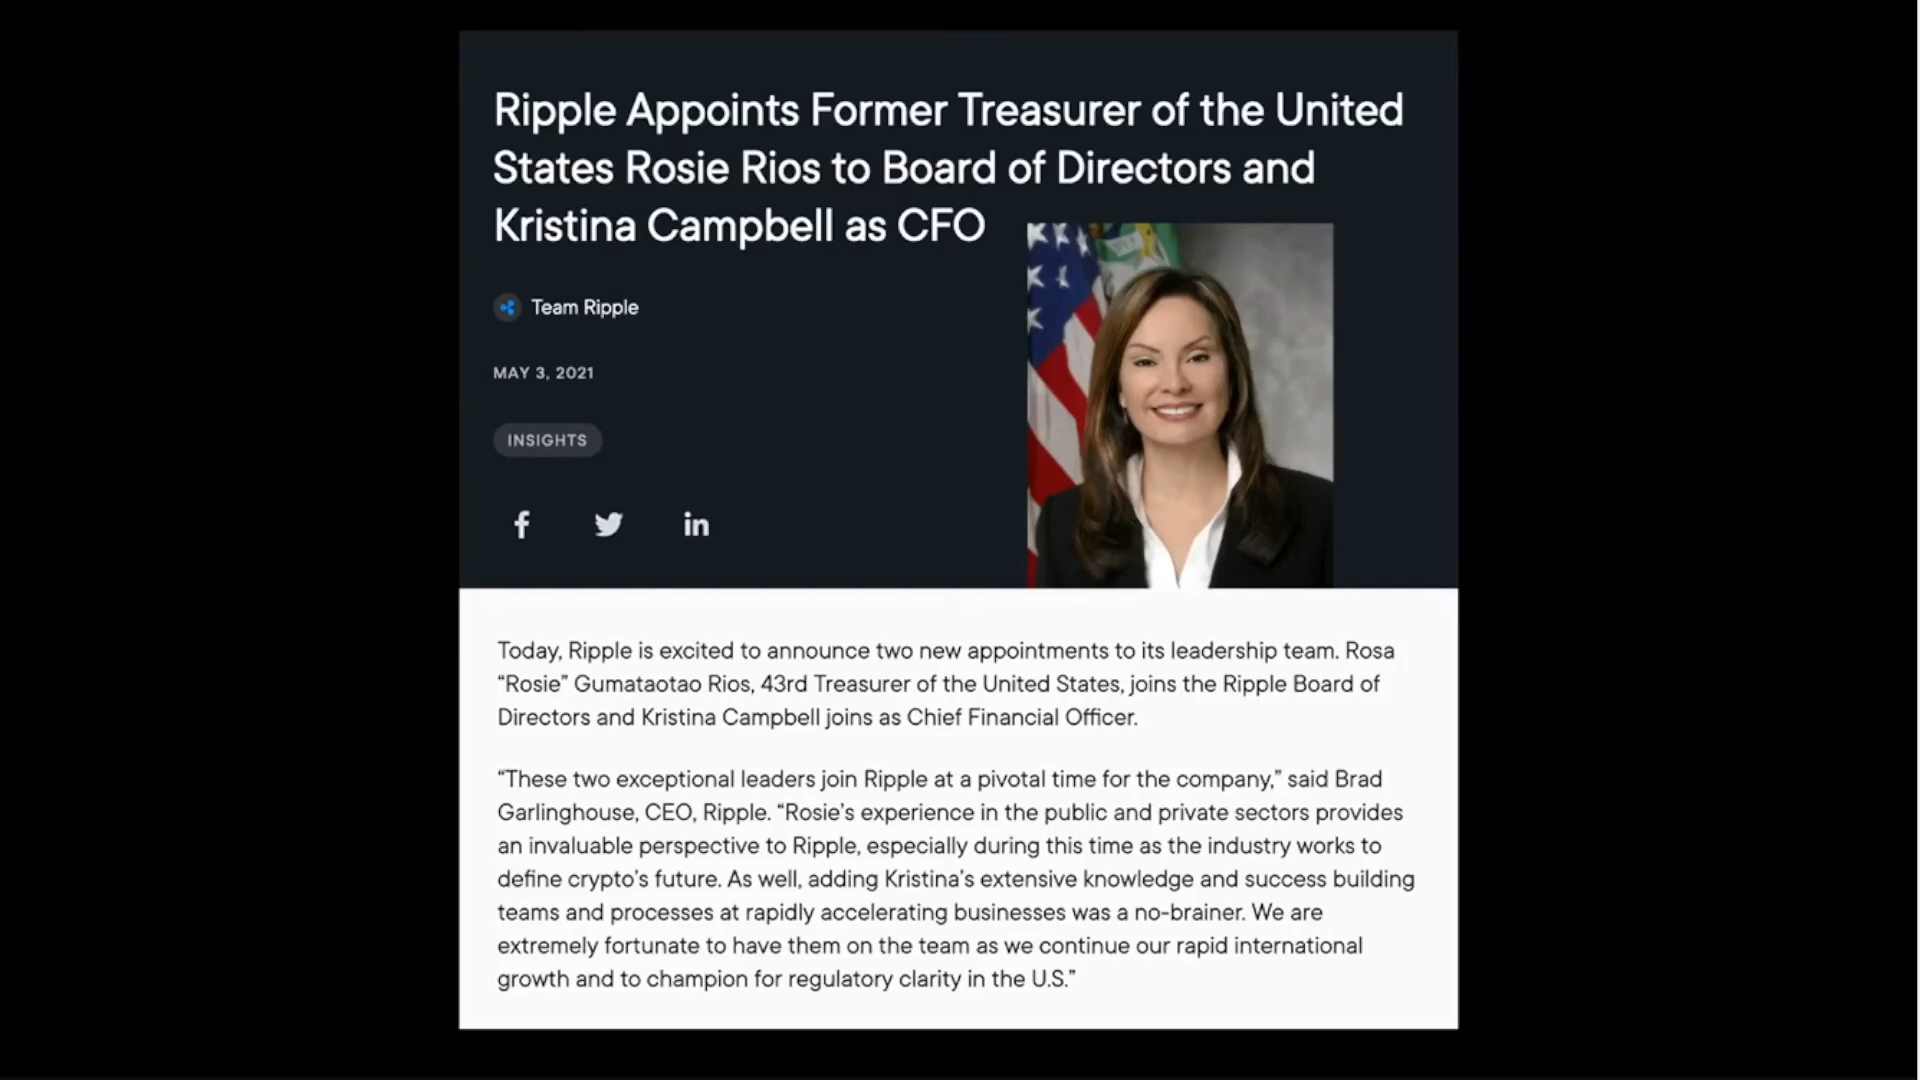 Ripple Appoints Former Treasurer of the United
States Rosie Rios to Board of Directors and
Kristina Campbell as CFO
Team Ripple
MAY 3, 2021
INSIGHTS
f in
Today, Ripple is excited to announce two new appointments to its leadership team. Rosa
“Rosie” Gumataotao Rios, 43rd Treasurer of the United States, joins the Ripple Board of
Directors and Kristina Campbell joins as Chief Financial Officer.
“These two exceptional leaders join Ripple at a pivotal time for the company,” said Brad
Garlinghouse, CEO, Ripple. “Rosie’s experience in the public and private sectors provides
an invaluable perspective to Ripple, especially during this time as the industry works to
define crypto’s future. As well, adding Kristina’s extensive knowledge and success building
teams and processes at rapidly accelerating businesses was a no-brainer. We are
extremely fortunate to have them on the team as we continue our rapid international
growth and to champion for regulatory clarity in the U.S.”